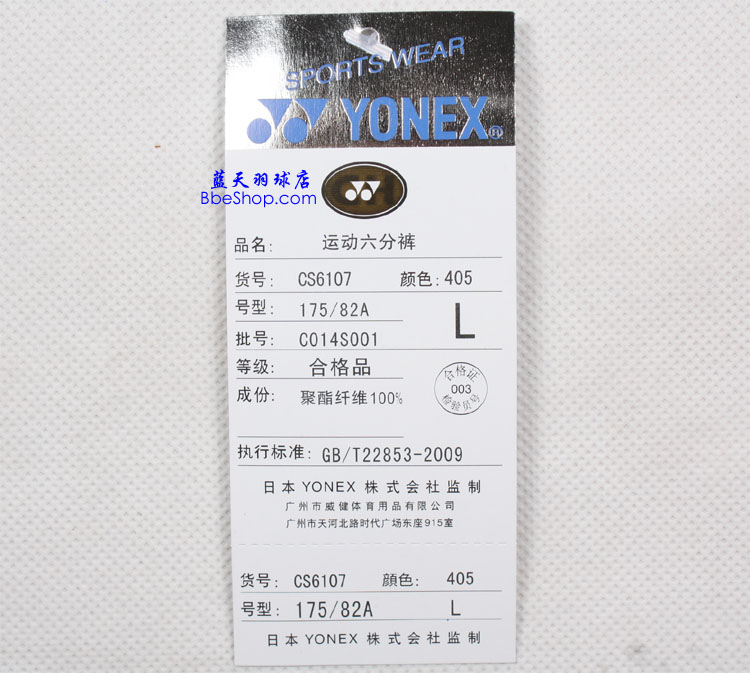 SPORTS WEAR
YONEX®
蓝天羽球店
BbeShop.com
品名: 运动六分裤
货号: CS6107 颜色: 405
号型: 175/82A L
批号: C014S001
等级: 合格品
成份: 聚酯纤维100%
合格证
003
检验员号
执行标准: GB/T22853-2009
日本 YONEX 株式会社监制
广州市威健体育用品有限公司
广州市天河北路时代广场东座915室
货号: CS6107 顔色: 405
号型: 175/82A L
日本 YONEX 株式会社监制